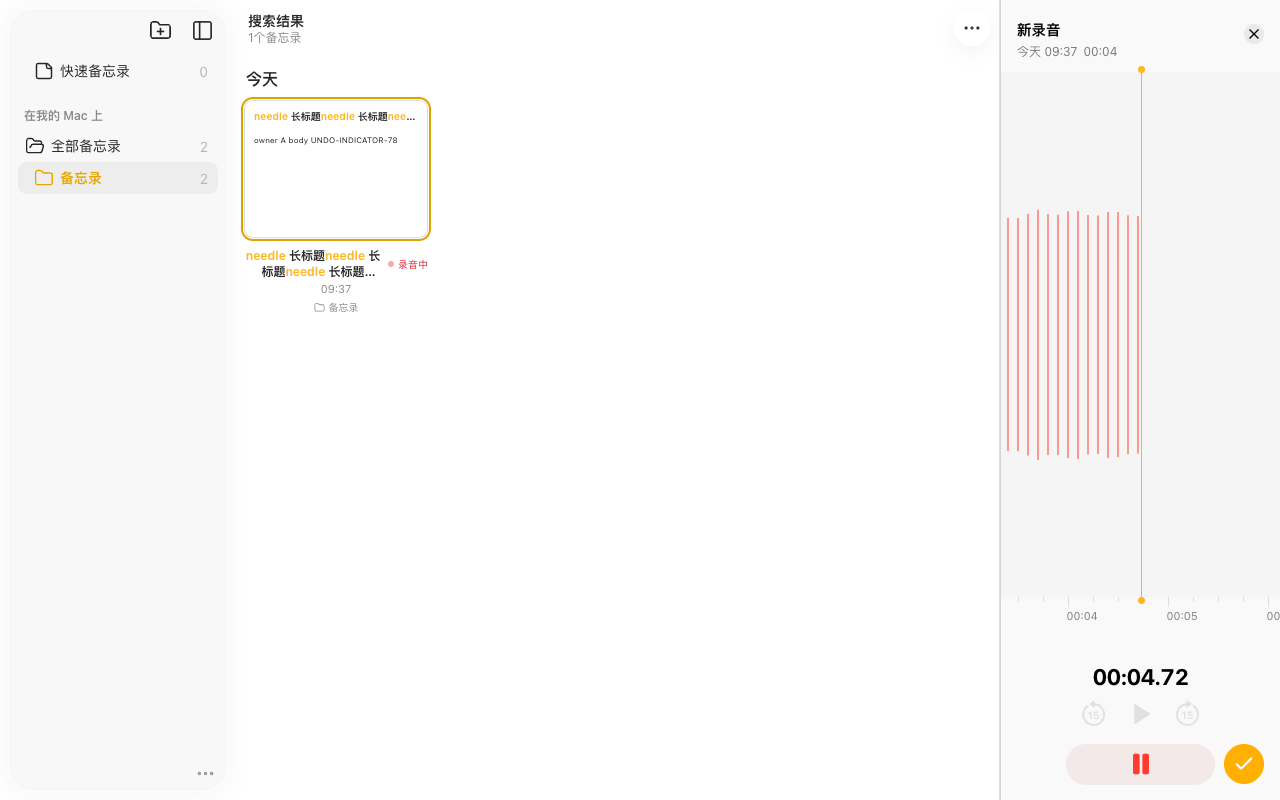 快速备忘录 0
在我的 Mac 上
全部备忘录 2
备忘录 2
搜索结果
1个备忘录
今天
needle 长标题needle 长标题nee...
owner A body UNDO-INDICATOR-78
needle 长标题needle 长
标题needle 长标题...
录音中
09:37
备忘录
新录音
今天 09:37 00:04
00:04 00:05 00
00:04.72
15 15